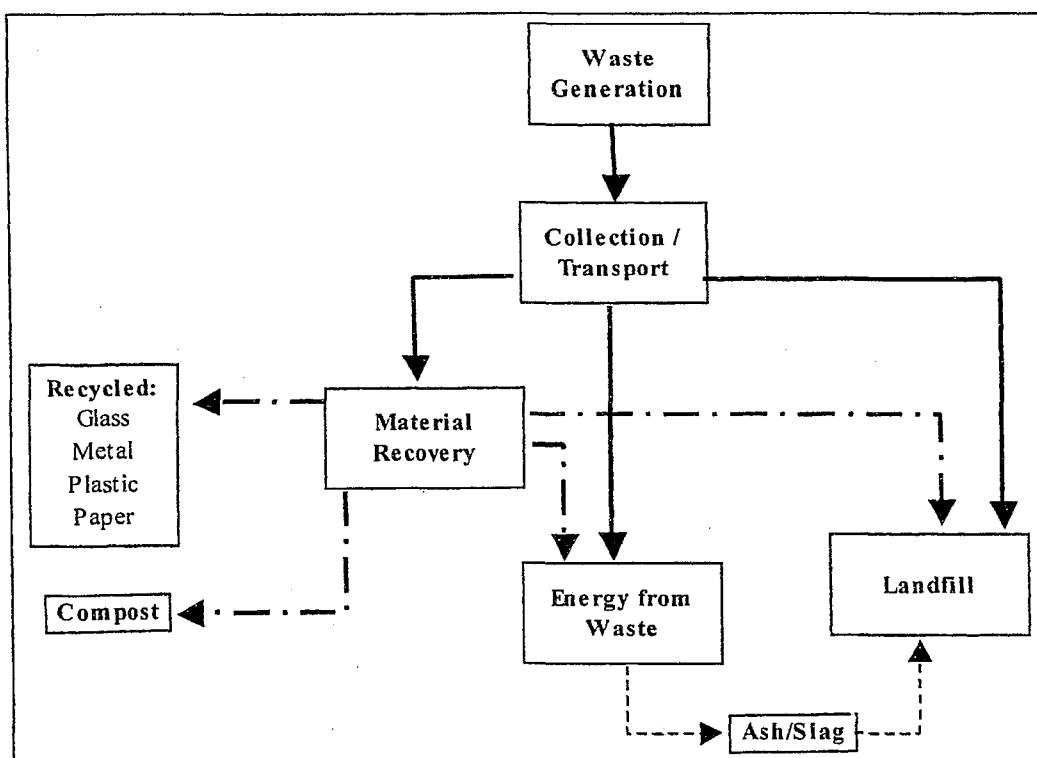 Waste
Generation
Collection /
Transport
Recycled:
Glass
Metal
Plastic
Paper
Material
Recovery
Compost
Energy from
Waste
Landfill
Ash/Slag